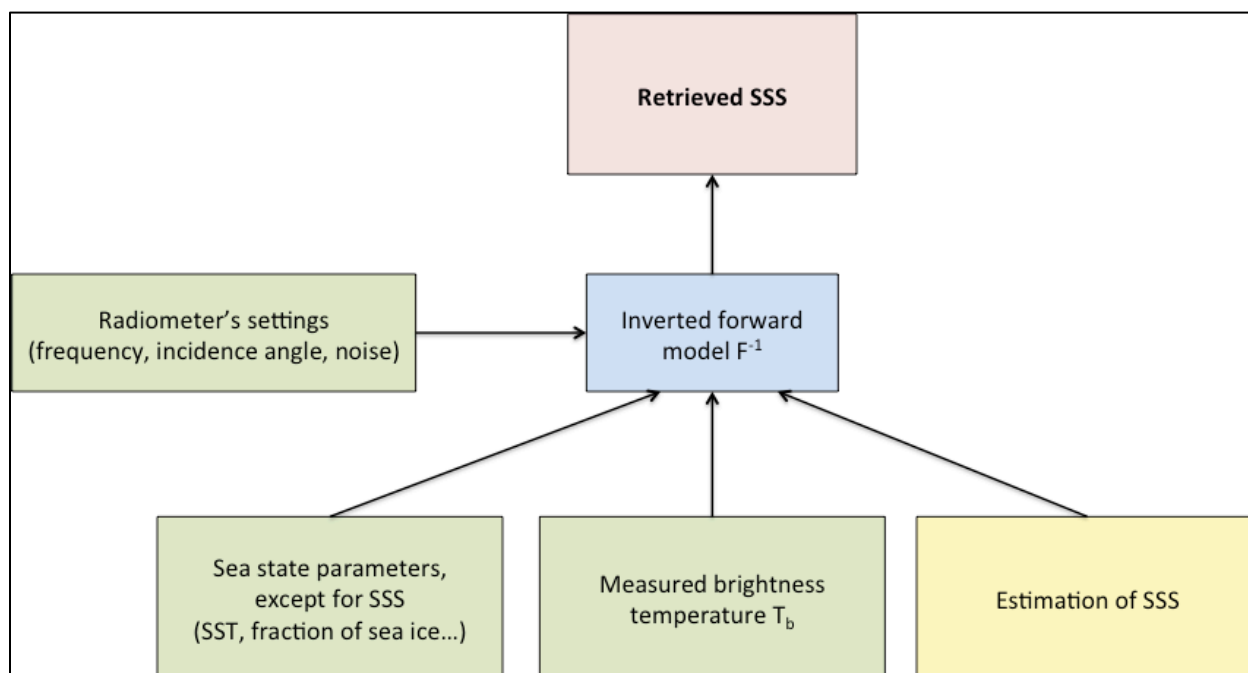 Retrieved SSS
Radiometer’s settings
(frequency, incidence angle, noise)
Inverted forward
model F⁻¹
Sea state parameters,
except for SSS
(SST, fraction of sea ice…)
Measured brightness
temperature T_b
Estimation of SSS